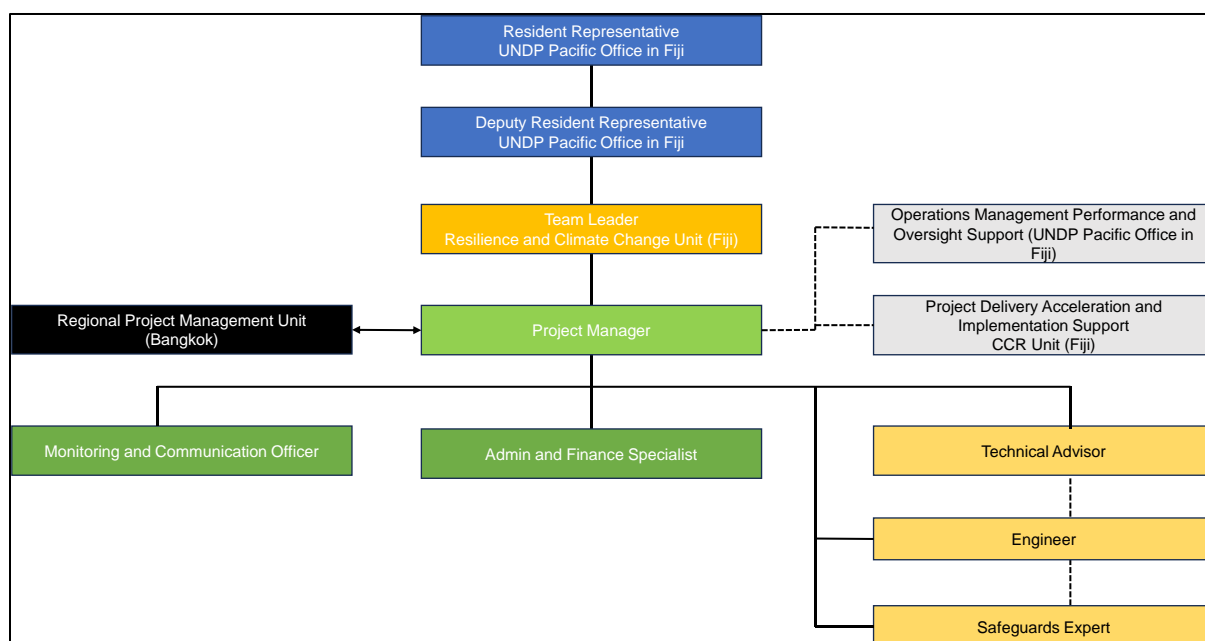 Resident Representative
UNDP Pacific Office in Fiji
Deputy Resident Representative
UNDP Pacific Office in Fiji
Team Leader
Resilience and Climate Change Unit (Fiji)
Operations Management Performance and
Oversight Support (UNDP Pacific Office in
Fiji)
Regional Project Management Unit
(Bangkok)
Project Manager
Project Delivery Acceleration and
Implementation Support
CCR Unit (Fiji)
Monitoring and Communication Officer
Admin and Finance Specialist
Technical Advisor
Engineer
Safeguards Expert